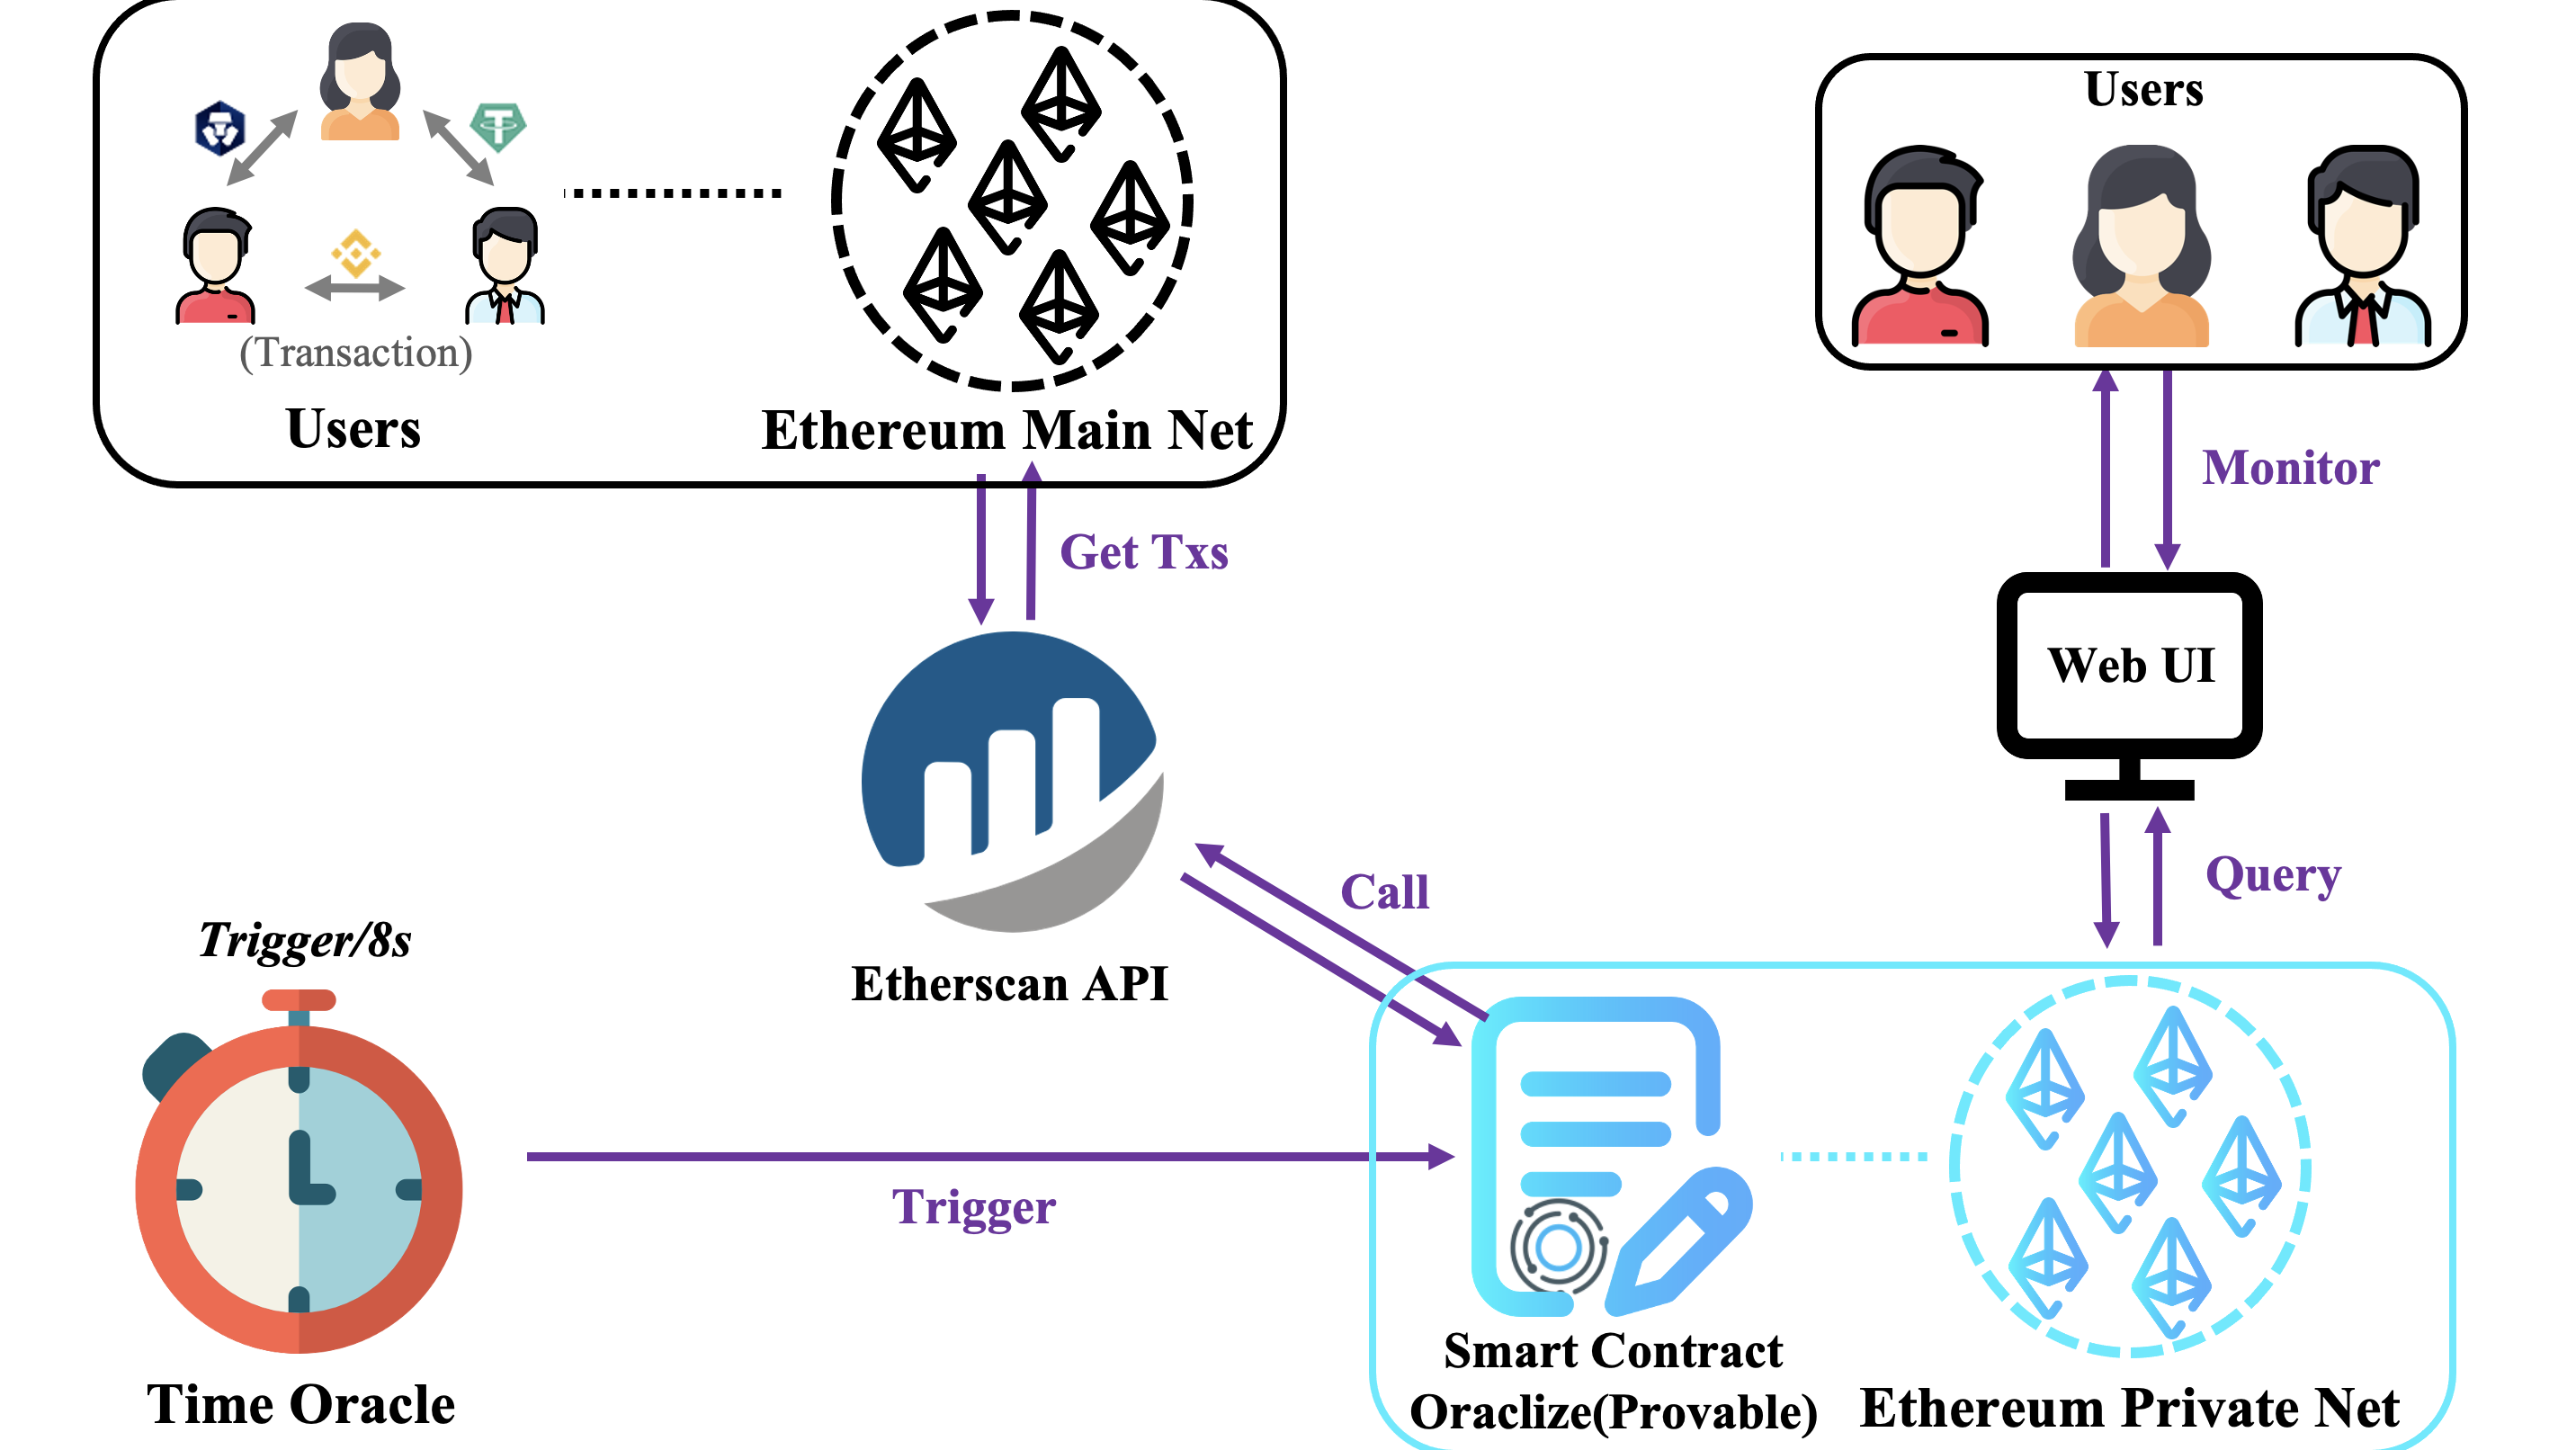 (Transaction)
Users
Ethereum Main Net
Users
Monitor
Get Txs
Web UI
Call
Query
Trigger/8s
Etherscan API
Trigger
Smart Contract
Oraclize(Provable)
Time Oracle
Ethereum Private Net